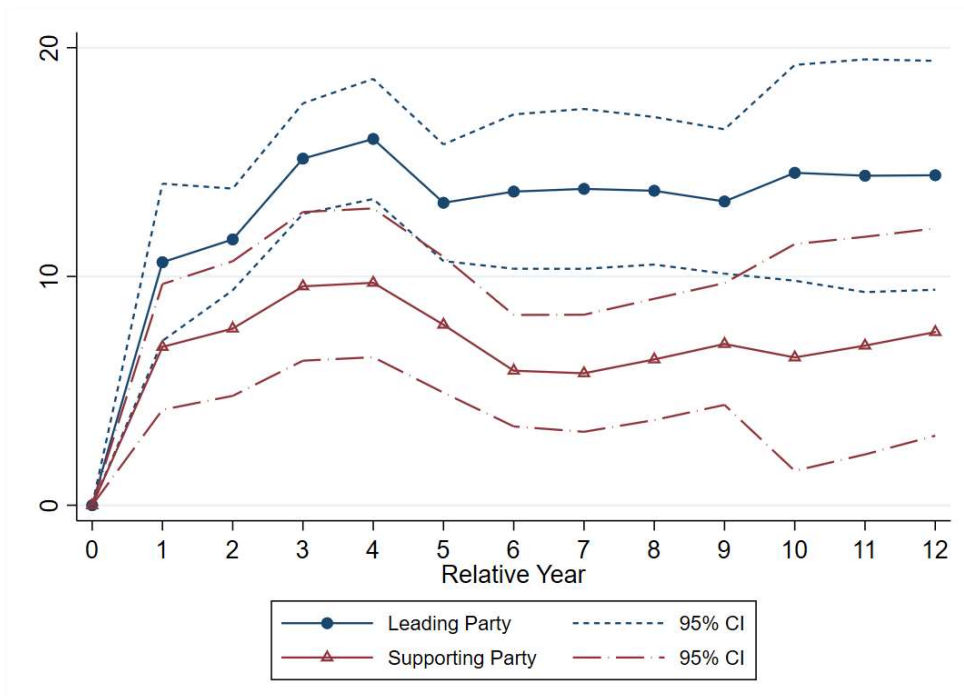 20
10
0
0 1 2 3 4 5 6 7 8 9 10 11 12
Relative Year
Leading Party 95% CI
Supporting Party 95% CI